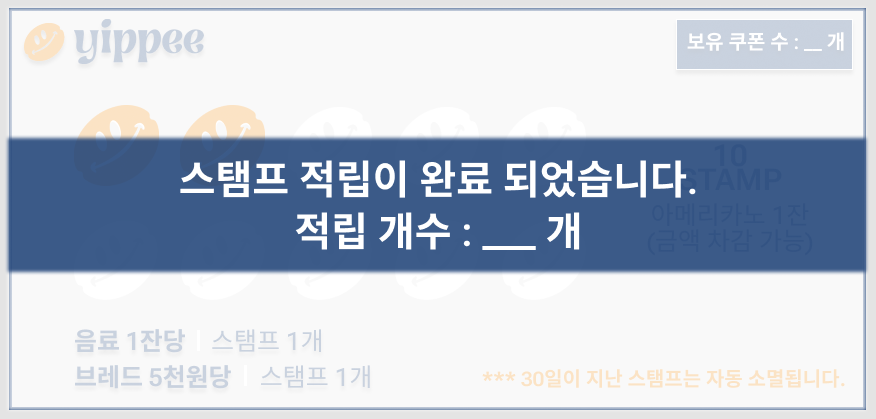 yippee
보유 쿠폰 수 : __ 개
스탬프 적립이 완료 되었습니다.
적립 개수 : ___ 개
10
STAMP
아메리카노 1잔
(금액 차감 가능)
음료 1잔당 | 스탬프 1개
브레드 5천원당 | 스탬프 1개
*** 30일이 지난 스탬프는 자동 소멸됩니다.